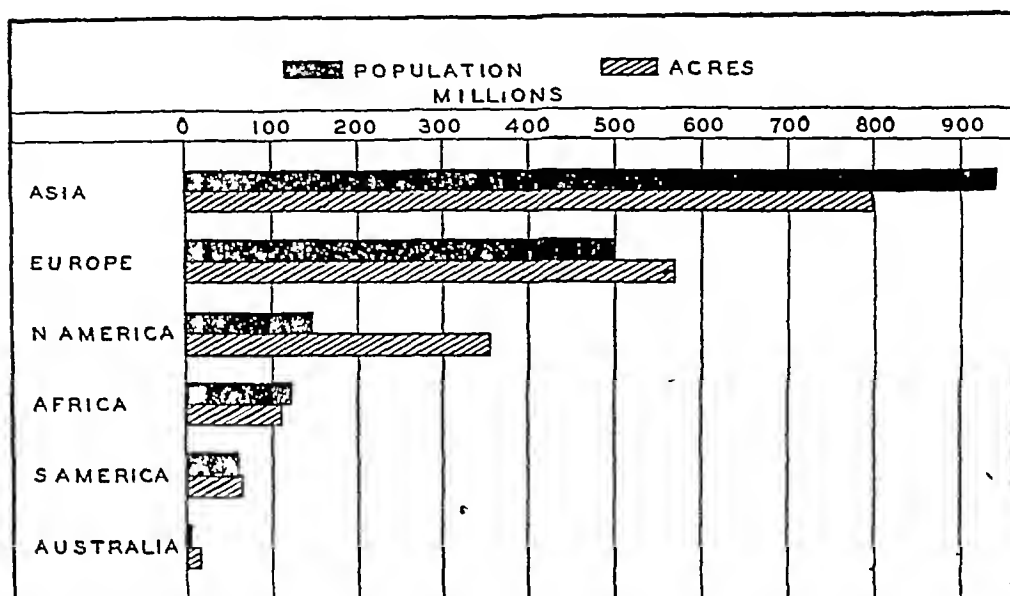 POPULATION ACRES
MILLIONS
0 100 200 300 400 500 600 700 800 900
ASIA
EUROPE
N AMERICA
AFRICA
S AMERICA
AUSTRALIA